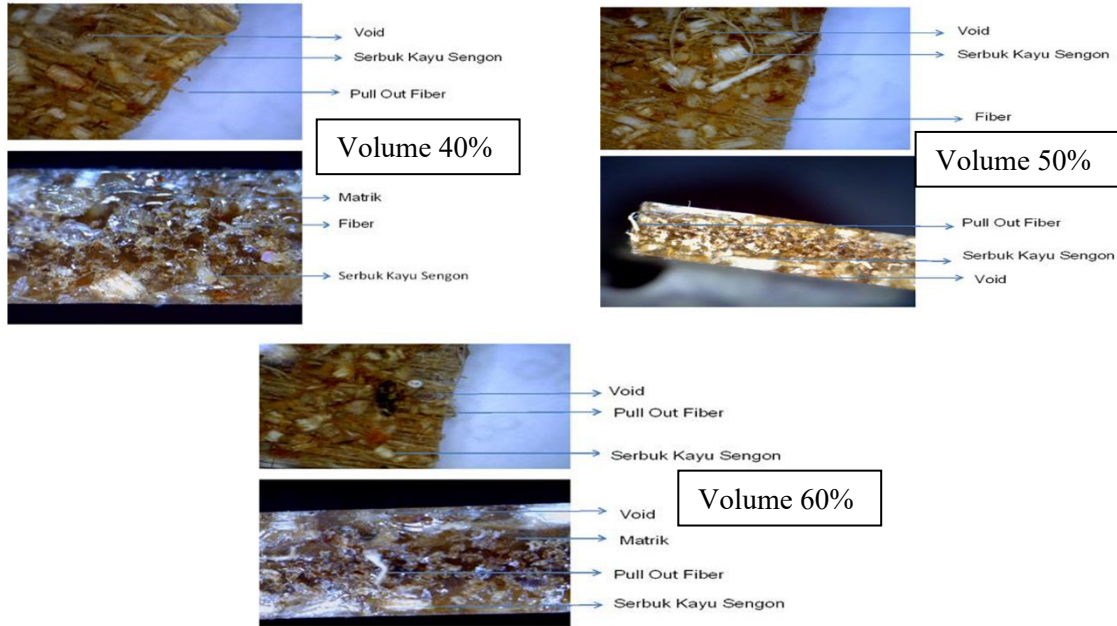 Void
Serbuk Kayu Sengon
Pull Out Fiber
Volume 40%
Matrik
Fiber
Serbuk Kayu Sengon
Void
Serbuk Kayu Sengon
Fiber
Volume 50%
Pull Out Fiber
Serbuk Kayu Sengon
Void
Void
Pull Out Fiber
Serbuk Kayu Sengon
Volume 60%
Void
Matrik
Pull Out Fiber
Serbuk Kayu Sengon